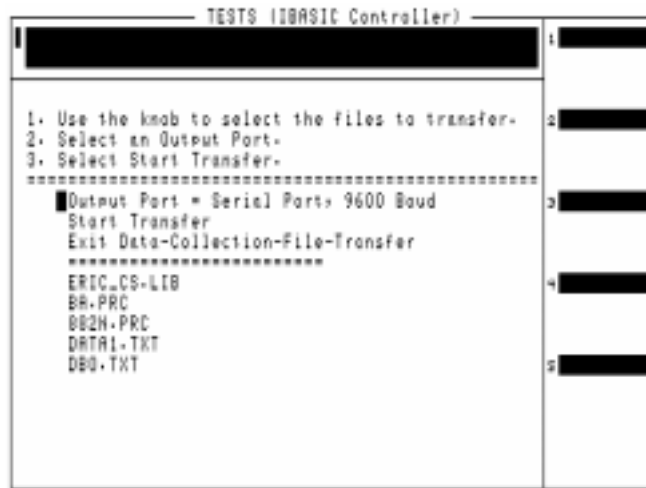 TESTS (IBASIC Controller)
1. Use the knob to select the files to transfer.
2. Select an Output Port.
3. Select Start Transfer.
==================================================
Output Port = Serial Port, 9600 Baud
Start Transfer
Exit Data-Collection-File-Transfer
=========================
ERIC_CS.LIB
BA.PRC
882N.PRC
DATA1.TXT
DBO.TXT
1
2
3
4
5